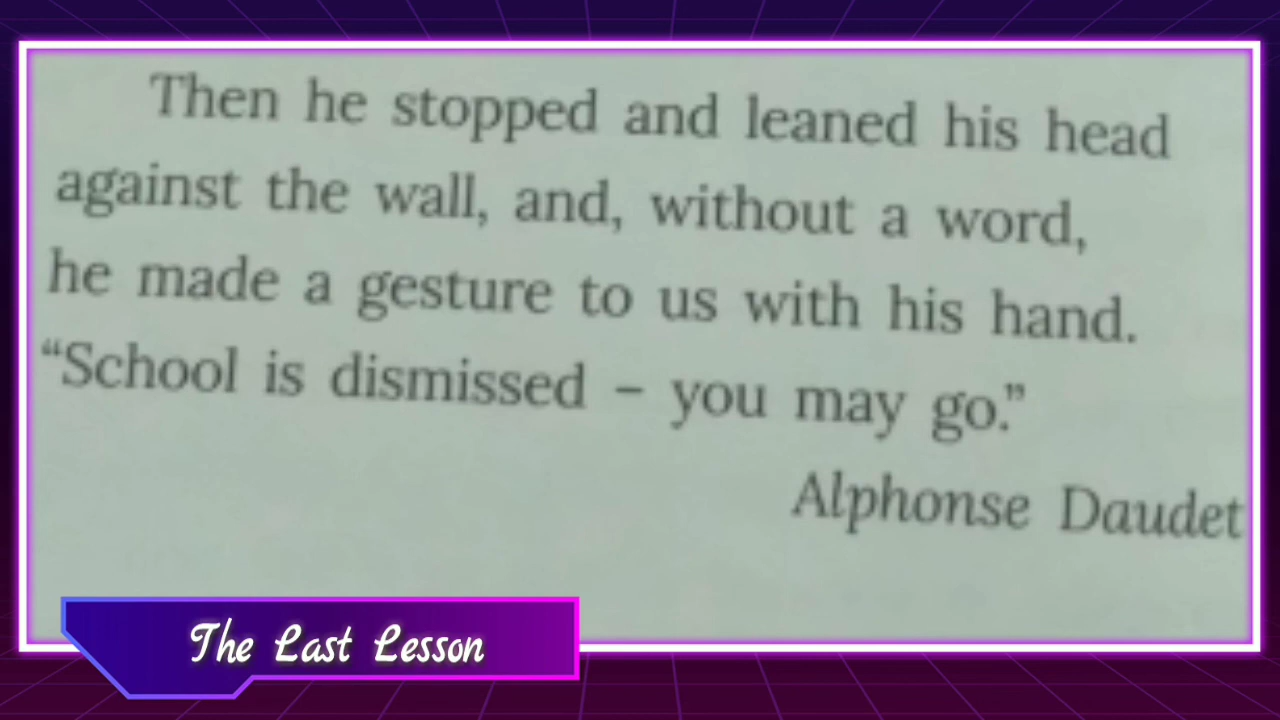 Then he stopped and leaned his head
against the wall, and, without a word,
he made a gesture to us with his hand.
“School is dismissed – you may go.”
Alphonse Daudet
The Last Lesson